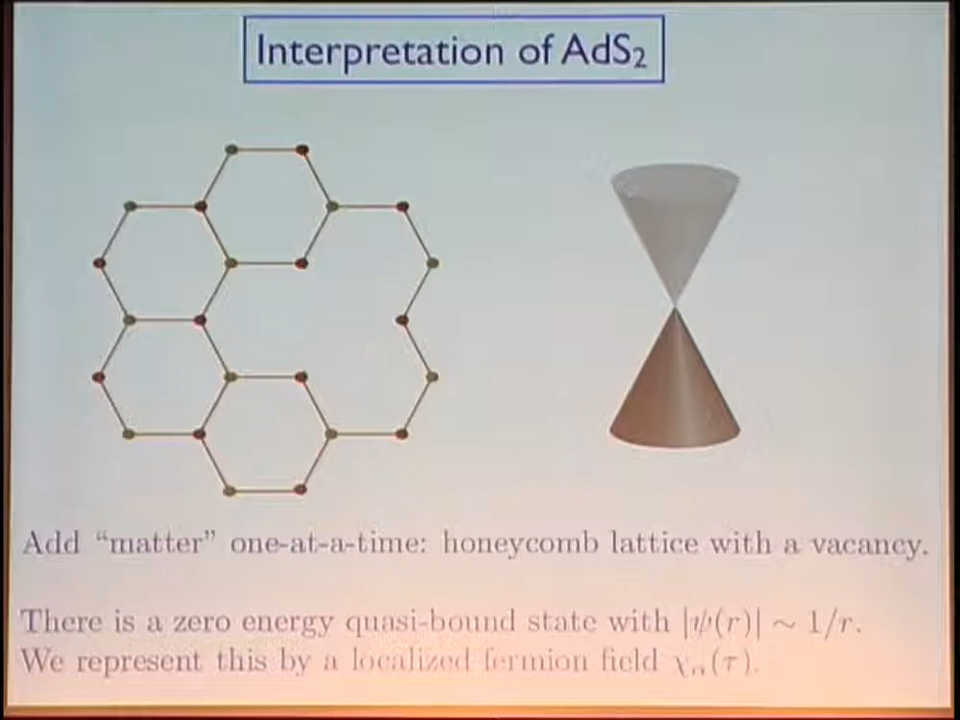 Interpretation of AdS₂
Add “matter” one-at-a-time: honeycomb lattice with a vacancy.
There is a zero energy quasi-bound state with |ψ(r)| ∼ 1/r.
We represent this by a localized fermion field χₐ(τ).